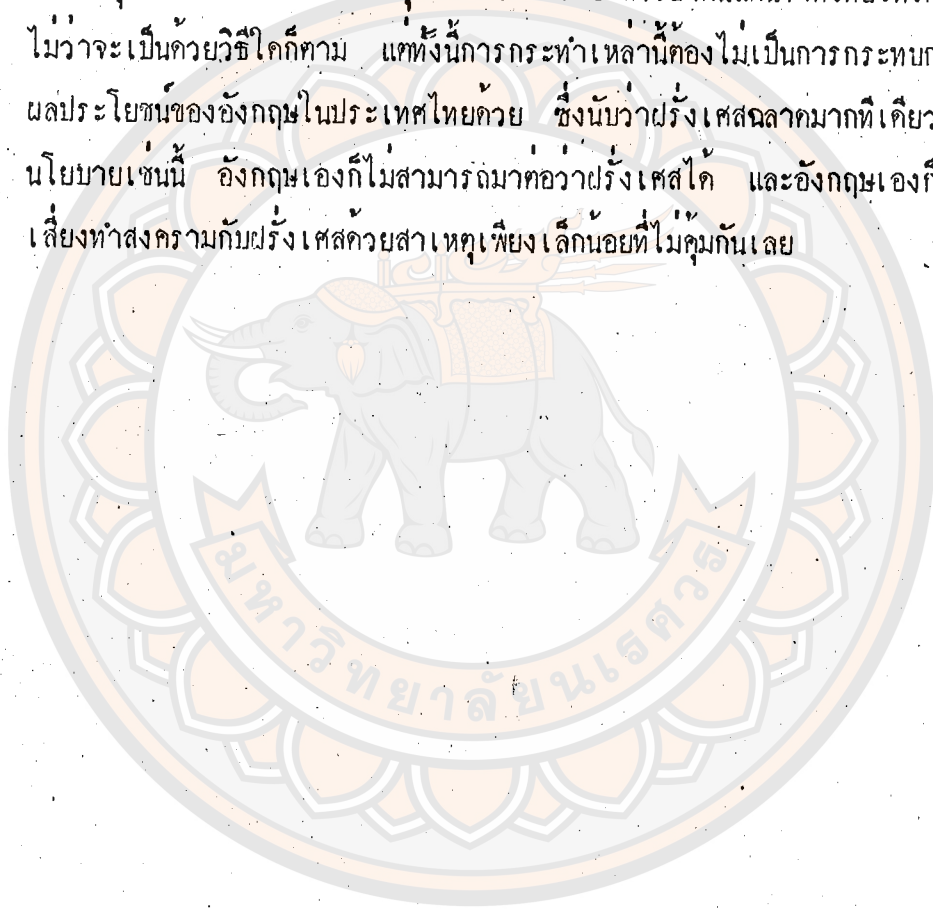 ไม่ว่าจะเป็นด้วยวิธีใดก็ตาม แต่ทั้งนี้การกระทำเหล่านี้ต้องไม่เป็นการกระทบก
ผลประโยชน์ของอังกฤษในประเทศไทยด้วย ซึ่งนับว่าฝรั่งเศสฉลาดมากทีเดียว
นโยบายเช่นนี้ อังกฤษเองก็ไม่สามารถมาต่อว่าฝรั่งเศสได้ และอังกฤษเองก็
เสี่ยงทำสงครามกับฝรั่งเศสด้วยสาเหตุเพียงเล็กน้อยที่ไม่คุ้มกันเลย
มหาวิทยาลัยนเรศวร